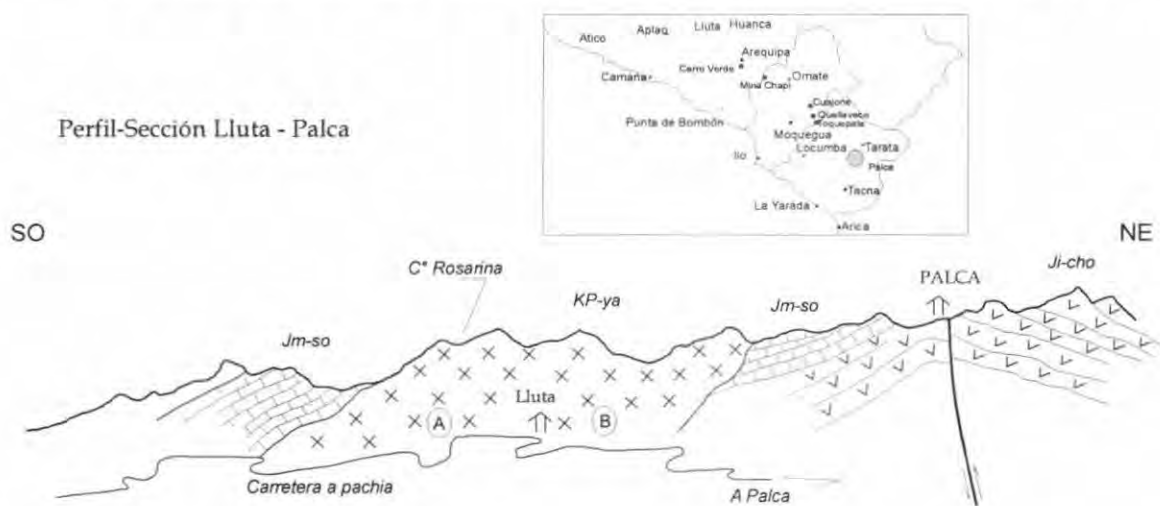 Perfil-Sección Lluta - Palca
Atico
Aplao
Lluta
Huanca
Arequipa
Cerro Verde
Camaña
Mina Chapi
Omate
Cuajone
Quellaveco
Toquepala
Punta de Bombón
Moquegua
Locumba
Tarata
Ilo
Palca
Tacna
La Yarada
Arica
SO
NE
C° Rosarina
KP-ya
Jm-so
Jm-so
PALCA
Ji-cho
Lluta
A
B
Carretera a pachia
A Palca